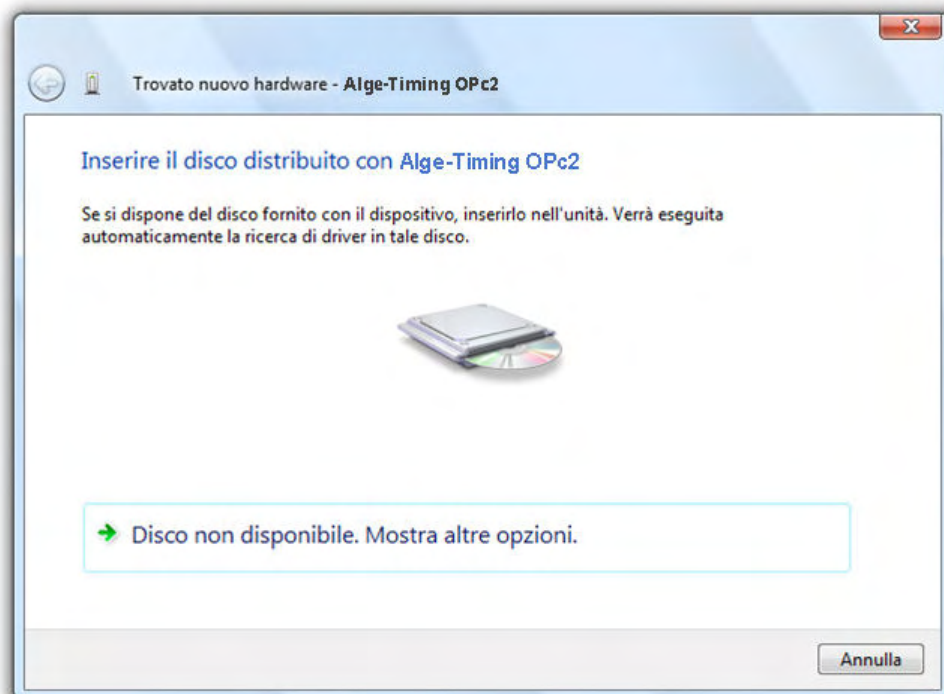 Trovato nuovo hardware - Alge-Timing OPc2
Inserire il disco distribuito con Alge-Timing OPc2
Se si dispone del disco fornito con il dispositivo, inserirlo nell'unità. Verrà eseguita
automaticamente la ricerca di driver in tale disco.
Disco non disponibile. Mostra altre opzioni.
Annulla